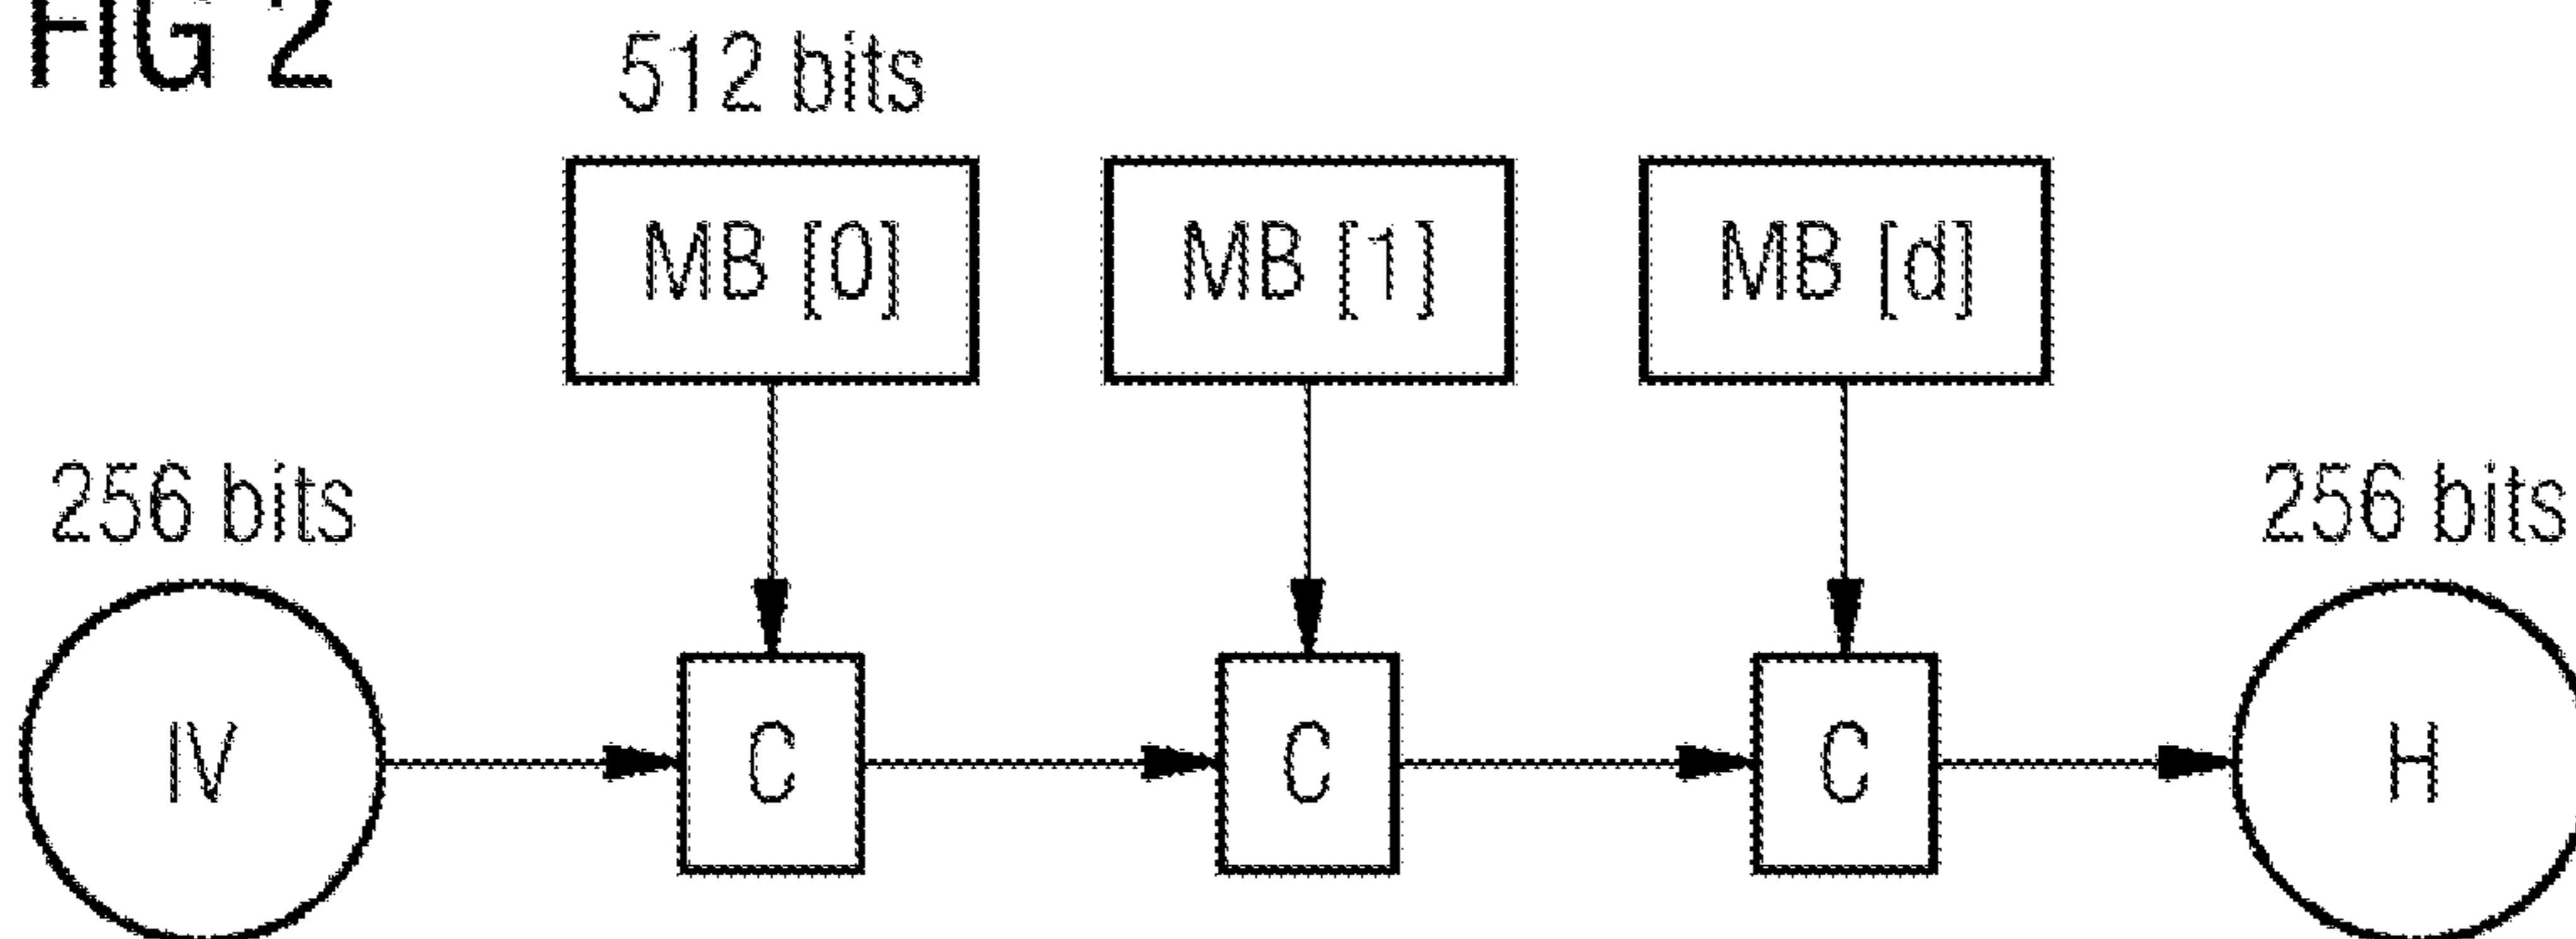 FIG 2
512 bits
MB [0] MB [1] MB [d]
256 bits 256 bits
IV C C C H